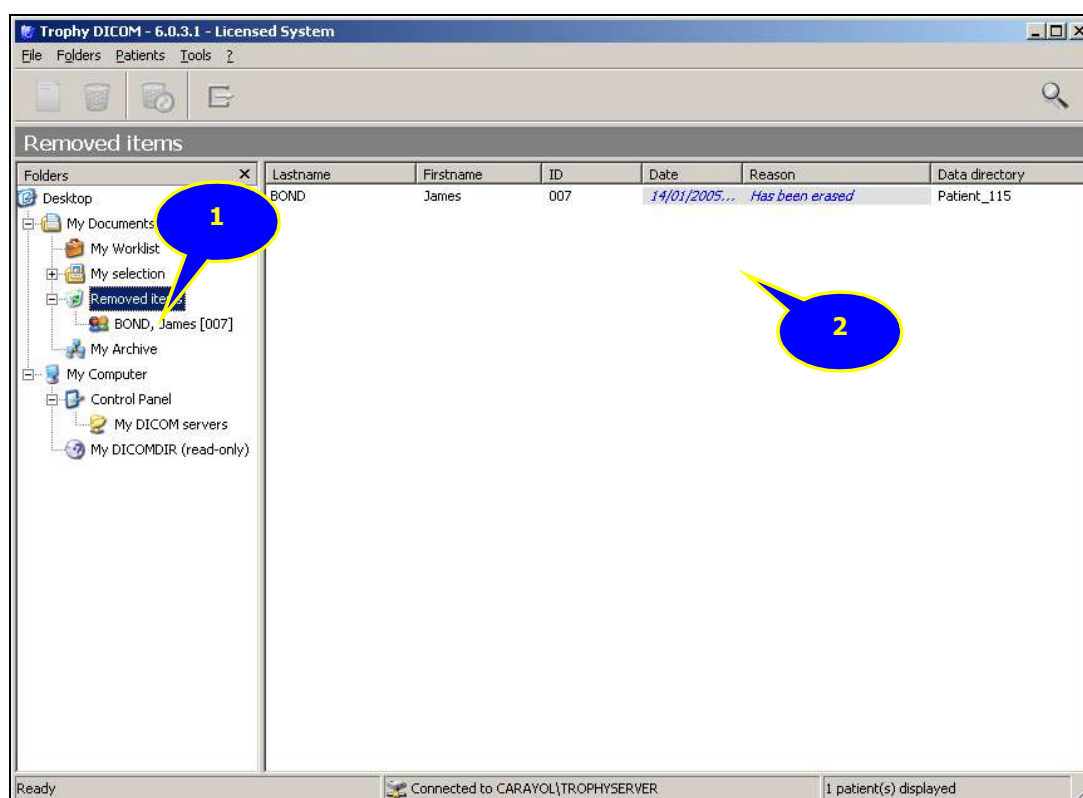 Trophy DICOM - 6.0.3.1 - Licensed System
File Folders Patients Tools ?
Removed items
Folders
Lastname Firstname ID Date Reason Data directory
Desktop
BOND James 007 14/01/2005... Has been erased Patient_115
1
My Documents
My Worklist
My selection
Removed items
BOND, James [007]
2
My Archive
My Computer
Control Panel
My DICOM servers
My DICOMDIR (read-only)
Ready Connected to CARAYOL\TROPHYSERVER 1 patient(s) displayed